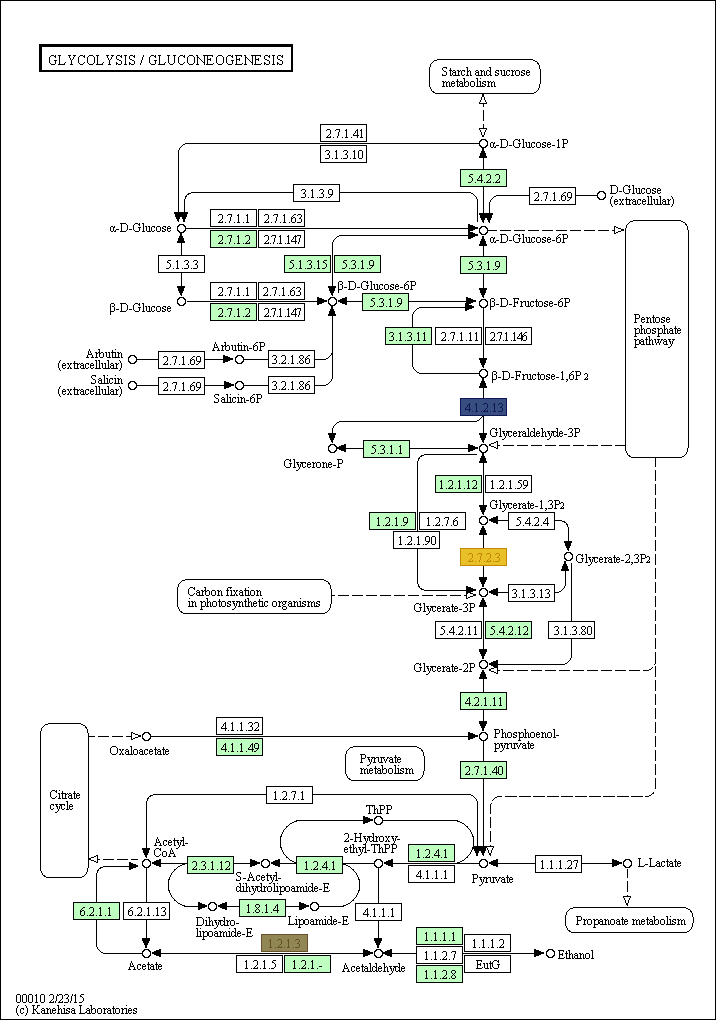 GLYCOLYSIS / GLUCONEOGENESIS
Starch and sucrose
metabolism
2.7.1.41
3.1.3.10
α-D-Glucose-1P
5.4.2.2
3.1.3.9
2.7.1.69
D-Glucose
(extracellular)
α-D-Glucose
2.7.1.1
2.7.1.63
2.7.1.2
2.7.1.147
α-D-Glucose-6P
5.1.3.3
5.1.3.15
5.3.1.9
5.3.1.9
β-D-Glucose-6P
β-D-Glucose
2.7.1.1
2.7.1.63
2.7.1.2
2.7.1.147
5.3.1.9
β-D-Fructose-6P
Pentose
phosphate
pathway
3.1.3.11
2.7.1.11
2.7.1.146
Arbutin
(extracellular)
2.7.1.69
Arbutin-6P
3.2.1.86
Salicin
(extracellular)
2.7.1.69
Salicin-6P
3.2.1.86
β-D-Fructose-1,6P2
4.1.2.13
Glyceraldehyde-3P
Glycerone-P
5.3.1.1
1.2.1.12
1.2.1.59
Glycerate-1,3P2
1.2.1.9
1.2.7.6
5.4.2.4
1.2.1.90
2.7.2.3
Glycerate-2,3P2
Carbon fixation
in photosynthetic organisms
3.1.3.13
Glycerate-3P
5.4.2.11
5.4.2.12
3.1.3.80
Glycerate-2P
4.2.1.11
4.1.1.32
4.1.1.49
Oxaloacetate
Phosphoenol-
pyruvate
Pyruvate
metabolism
2.7.1.40
Citrate
cycle
1.2.7.1
ThPP
Acetyl-
CoA
2-Hydroxy-
ethyl-ThPP
2.3.1.12
1.2.4.1
1.2.4.1
4.1.1.1
S-Acetyl-
dihydrolipoamide-E
Pyruvate
1.1.1.27
L-Lactate
6.2.1.1
6.2.1.13
1.8.1.4
Dihydro-
lipoamide-E
Lipoamide-E
4.1.1.1
Propanoate metabolism
1.2.1.3
1.2.1.5
1.2.1.-
Acetate
Acetaldehyde
1.1.1.1
1.1.1.2
1.1.2.7
1.1.2.8
EutG
Ethanol
00010 2/23/15
(c) Kanehisa Laboratories